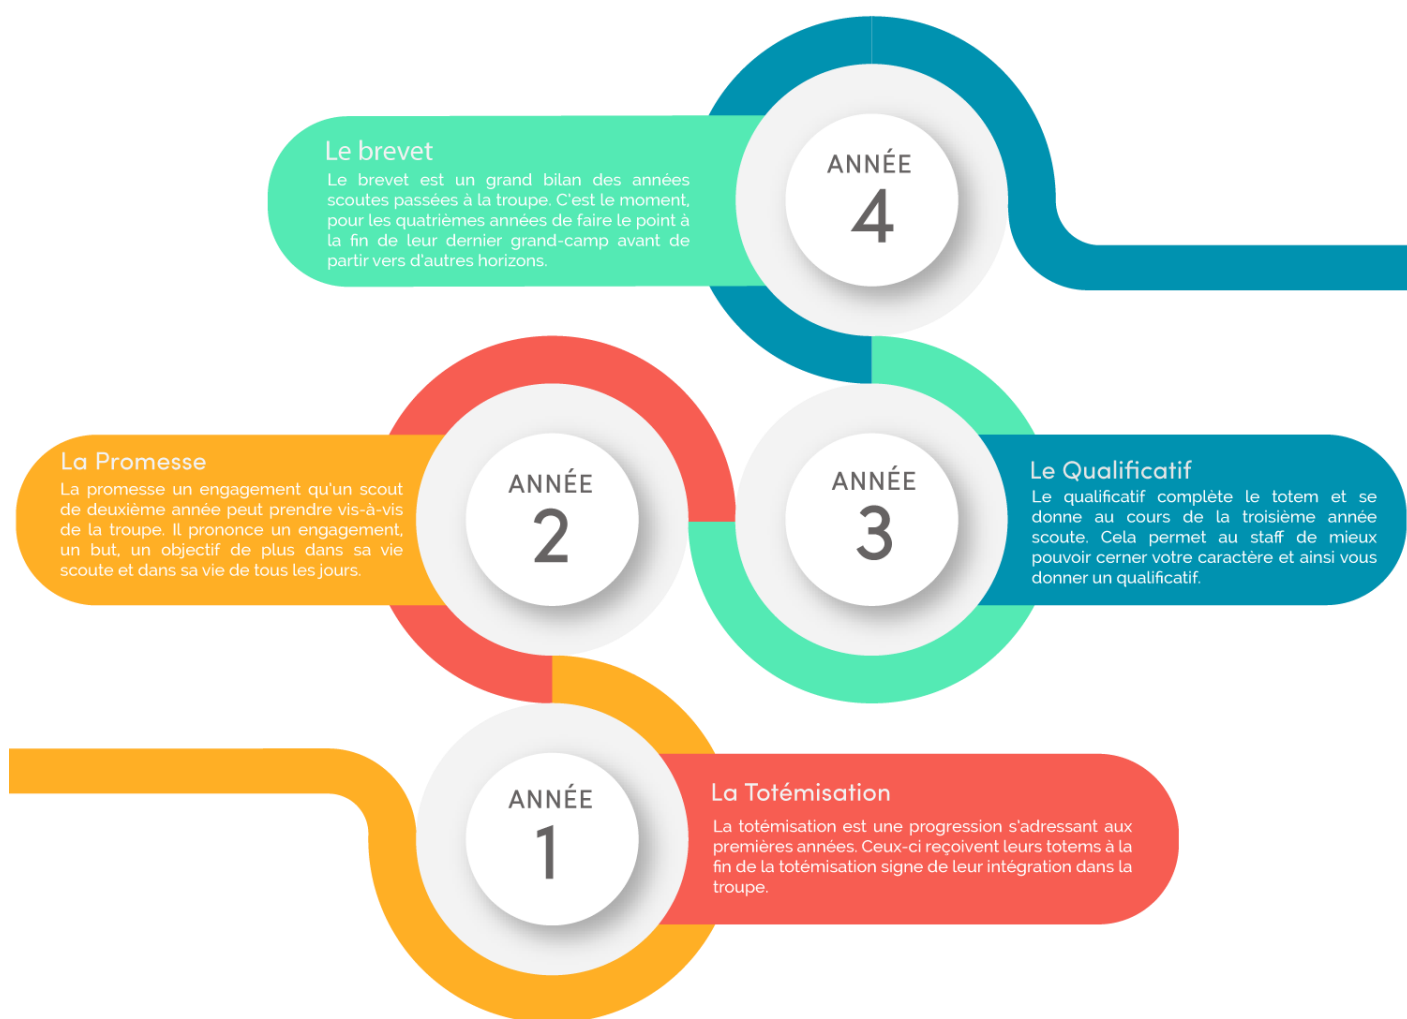 Le brevet
Le brevet est un grand bilan des années
scoutes passées à la troupe. C'est le moment,
pour les quatrièmes années de faire le point à
la fin de leur dernier grand-camp avant de
partir vers d'autres horizons.
ANNÉE
4
La Promesse
La promesse un engagement qu'un scout
de deuxième année peut prendre vis-à-vis
de la troupe. Il prononce un engagement,
un but, un objectif de plus dans sa vie
scoute et dans sa vie de tous les jours.
ANNÉE
2
ANNÉE
3
Le Qualificatif
Le qualificatif complète le totem et se
donne au cours de la troisième année
scoute. Cela permet au staff de mieux
pouvoir cerner votre caractère et ainsi vous
donner un qualificatif.
ANNÉE
1
La Totémisation
La totémisation est une progression s'adressant aux
premières années. Ceux-ci reçoivent leurs totems à la
fin de la totémisation signe de leur intégration dans la
troupe.